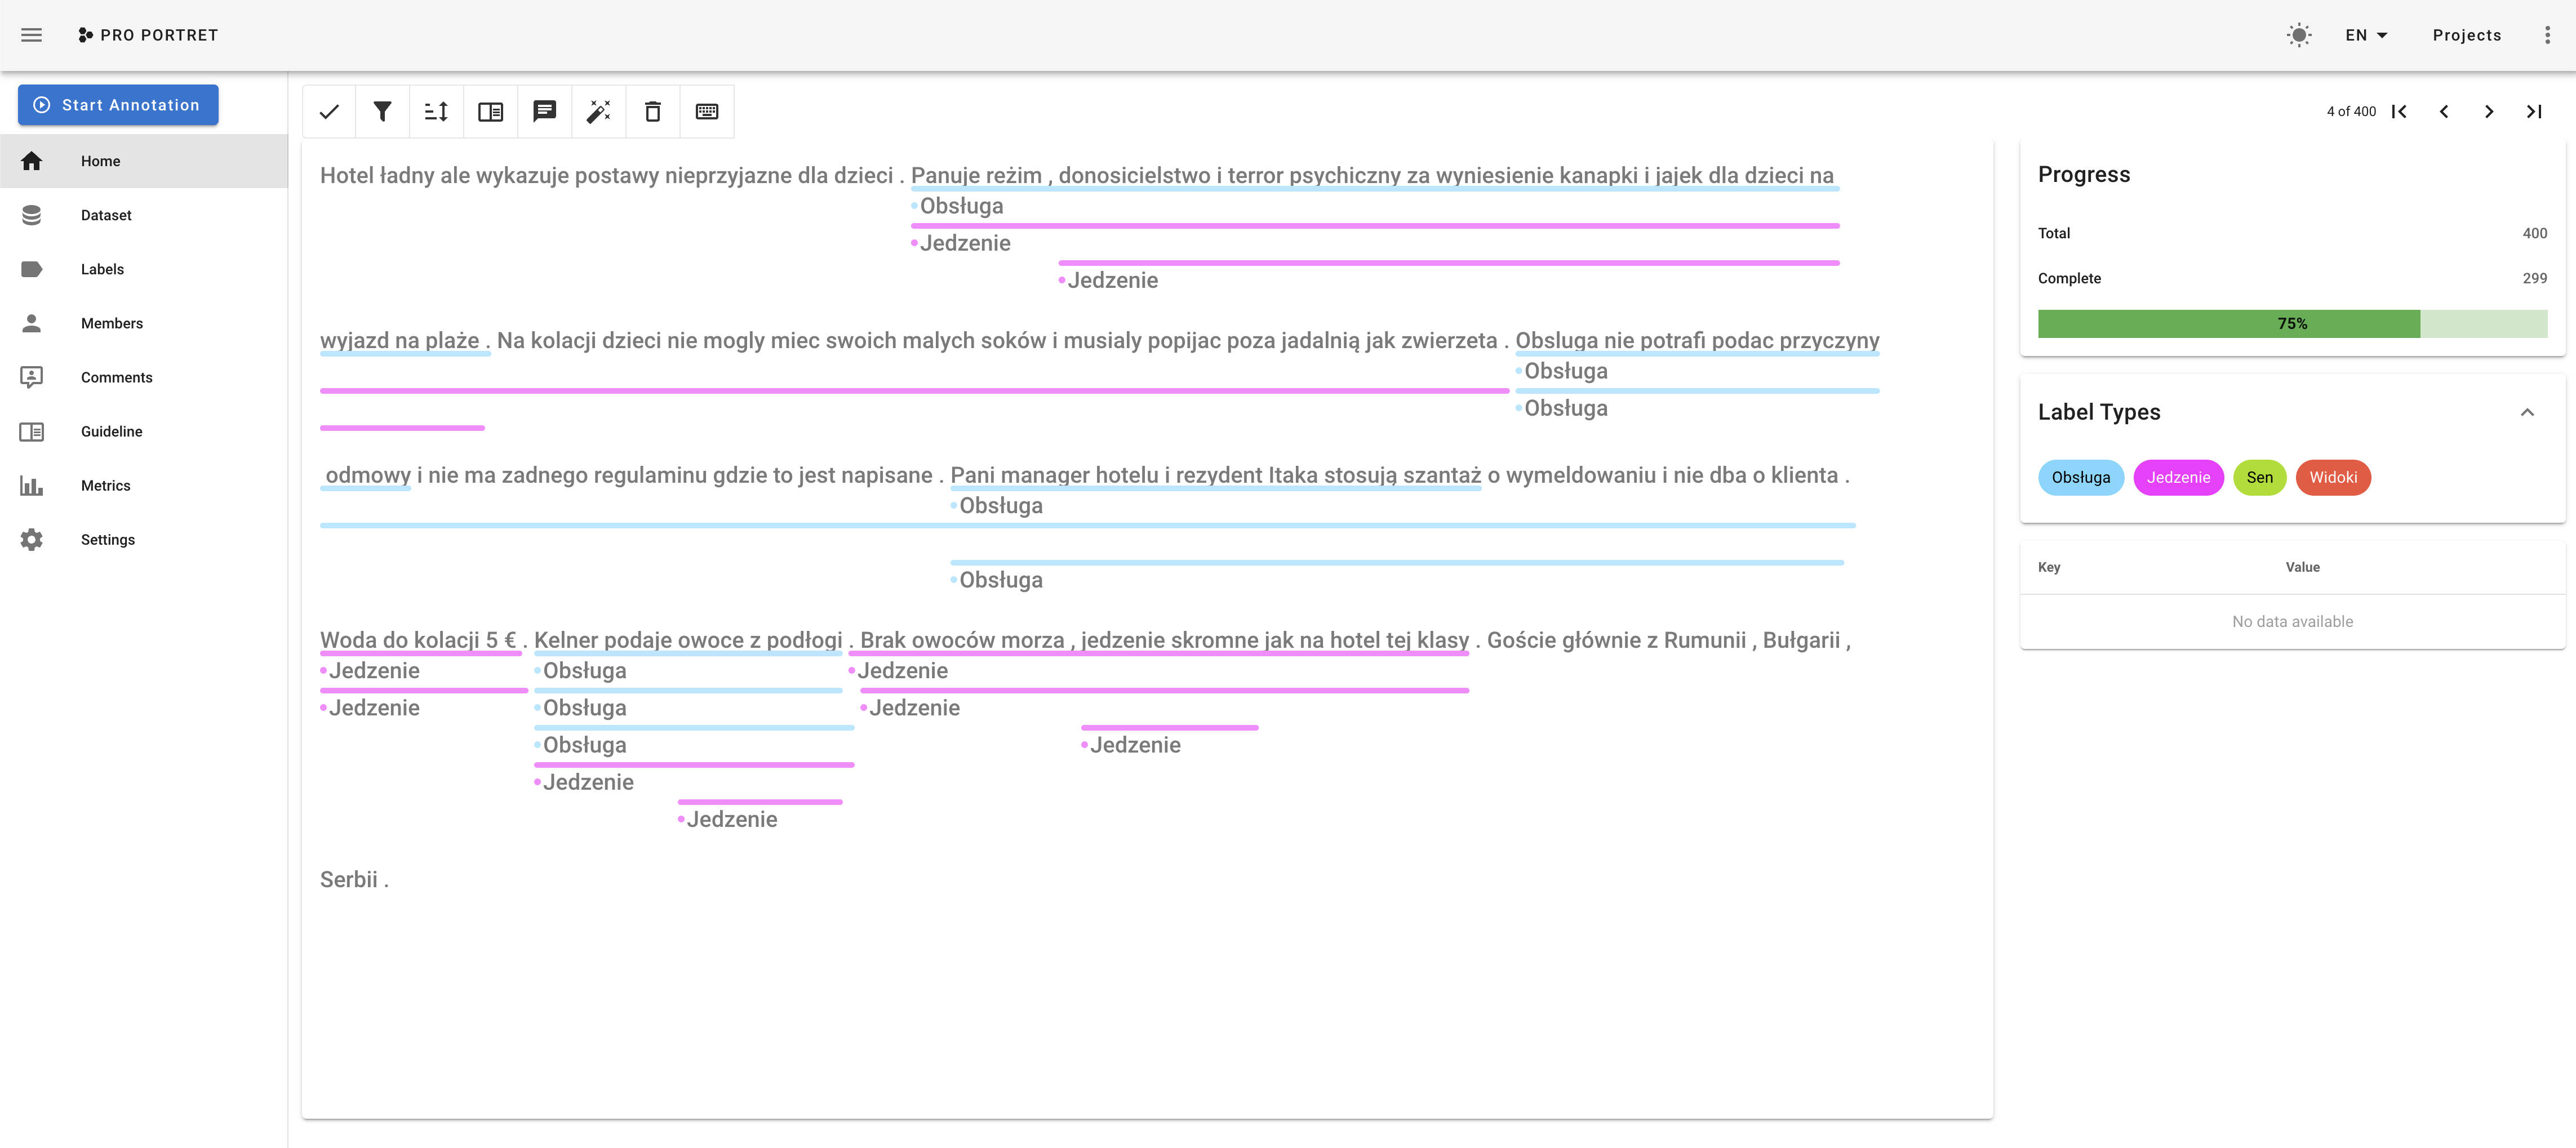 PRO PORTRET
EN
Projects
Start Annotation
Home
Dataset
Labels
Members
Comments
Guideline
Metrics
Settings
4 of 400
Hotel ładny ale wykazuje postawy nieprzyjazne dla dzieci . Panuje reżim , donosicielstwo i terror psychiczny za wyniesienie kanapki i jajek dla dzieci na
Obsługa
Jedzenie
Jedzenie
wyjazd na plaże . Na kolacji dzieci nie mogly miec swoich malych soków i musialy popijac poza jadalnią jak zwierzeta . Obsluga nie potrafi podac przyczyny
Obsługa
Obsługa
odmowy i nie ma zadnego regulaminu gdzie to jest napisane . Pani manager hotelu i rezydent Itaka stosują szantaż o wymeldowaniu i nie dba o klienta .
Obsługa
Obsługa
Woda do kolacji 5 € . Kelner podaje owoce z podłogi . Brak owoców morza , jedzenie skromne jak na hotel tej klasy . Goście głównie z Rumunii , Bułgarii ,
Jedzenie Obsługa Jedzenie
Jedzenie Obsługa Jedzenie
Obsługa Jedzenie
Jedzenie
Jedzenie
Serbii .
Progress
Total 400
Complete 299
75%
Label Types
Obsługa Jedzenie Sen Widoki
Key Value
No data available